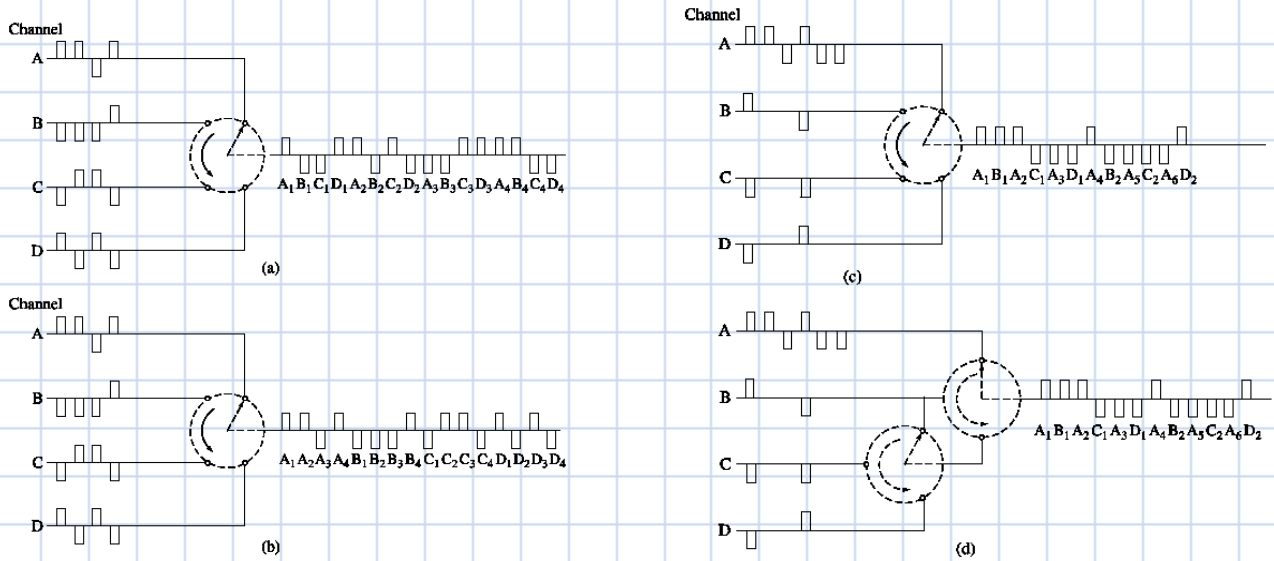 Channel
A
B
C
D
A₁ B₁ C₁ D₁ A₂ B₂ C₂ D₂ A₃ B₃ C₃ D₃ A₄ B₄ C₄ D₄
(a)
Channel
A
B
C
D
A₁ A₂ A₃ A₄ B₁ B₂ B₃ B₄ C₁ C₂ C₃ C₄ D₁ D₂ D₃ D₄
(b)
Channel
A
B
C
D
A₁ B₁ A₂ C₁ A₃ D₁ A₄ B₂ A₅ C₂ A₆ D₂
(c)
A
B
C
D
A₁ B₁ A₂ C₁ A₃ D₁ A₄ B₂ A₅ C₂ A₆ D₂
(d)